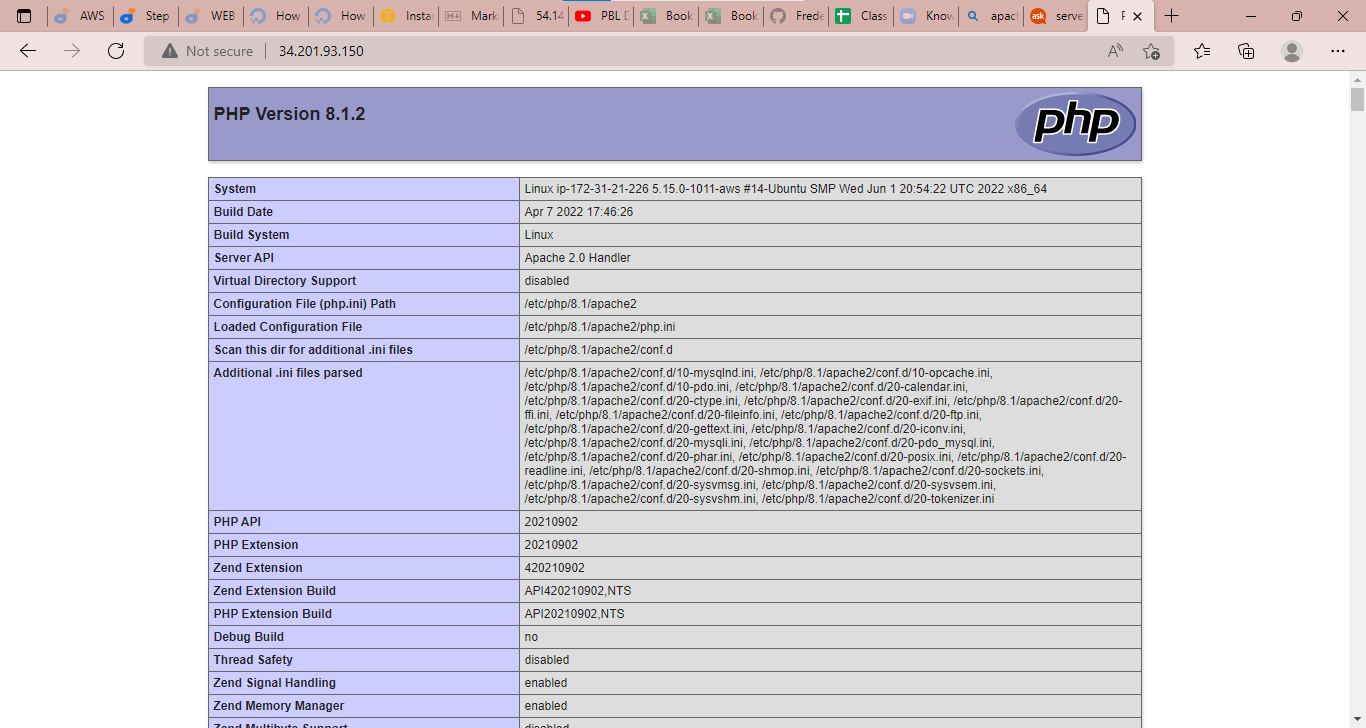 AWS
Step
WEB
How
How
Insta
Mark
54.14
PBL
Book
Book
Frede
Class
Know
apacl
ask
serve
Not secure
34.201.93.150
PHP Version 8.1.2
php
System Linux ip-172-31-21-226 5.15.0-1011-aws #14-Ubuntu SMP Wed Jun 1 20:54:22 UTC 2022 x86_64
Build Date Apr 7 2022 17:46:26
Build System Linux
Server API Apache 2.0 Handler
Virtual Directory Support disabled
Configuration File (php.ini) Path /etc/php/8.1/apache2
Loaded Configuration File /etc/php/8.1/apache2/php.ini
Scan this dir for additional .ini files /etc/php/8.1/apache2/conf.d
Additional .ini files parsed /etc/php/8.1/apache2/conf.d/10-mysqlnd.ini, /etc/php/8.1/apache2/conf.d/10-opcache.ini,
/etc/php/8.1/apache2/conf.d/10-pdo.ini, /etc/php/8.1/apache2/conf.d/20-calendar.ini,
/etc/php/8.1/apache2/conf.d/20-ctype.ini, /etc/php/8.1/apache2/conf.d/20-exif.ini, /etc/php/8.1/apache2/conf.d/20-
ffi.ini, /etc/php/8.1/apache2/conf.d/20-fileinfo.ini, /etc/php/8.1/apache2/conf.d/20-ftp.ini,
/etc/php/8.1/apache2/conf.d/20-gettext.ini, /etc/php/8.1/apache2/conf.d/20-iconv.ini,
/etc/php/8.1/apache2/conf.d/20-mysqli.ini, /etc/php/8.1/apache2/conf.d/20-pdo_mysql.ini,
/etc/php/8.1/apache2/conf.d/20-phar.ini, /etc/php/8.1/apache2/conf.d/20-posix.ini, /etc/php/8.1/apache2/conf.d/20-
readline.ini, /etc/php/8.1/apache2/conf.d/20-shmop.ini, /etc/php/8.1/apache2/conf.d/20-sockets.ini,
/etc/php/8.1/apache2/conf.d/20-sysvmsg.ini, /etc/php/8.1/apache2/conf.d/20-sysvsem.ini,
/etc/php/8.1/apache2/conf.d/20-sysvshm.ini, /etc/php/8.1/apache2/conf.d/20-tokenizer.ini
PHP API 20210902
PHP Extension 20210902
Zend Extension 420210902
Zend Extension Build API420210902,NTS
PHP Extension Build API20210902,NTS
Debug Build no
Thread Safety disabled
Zend Signal Handling enabled
Zend Memory Manager enabled
Zend Multibyte Support disabled